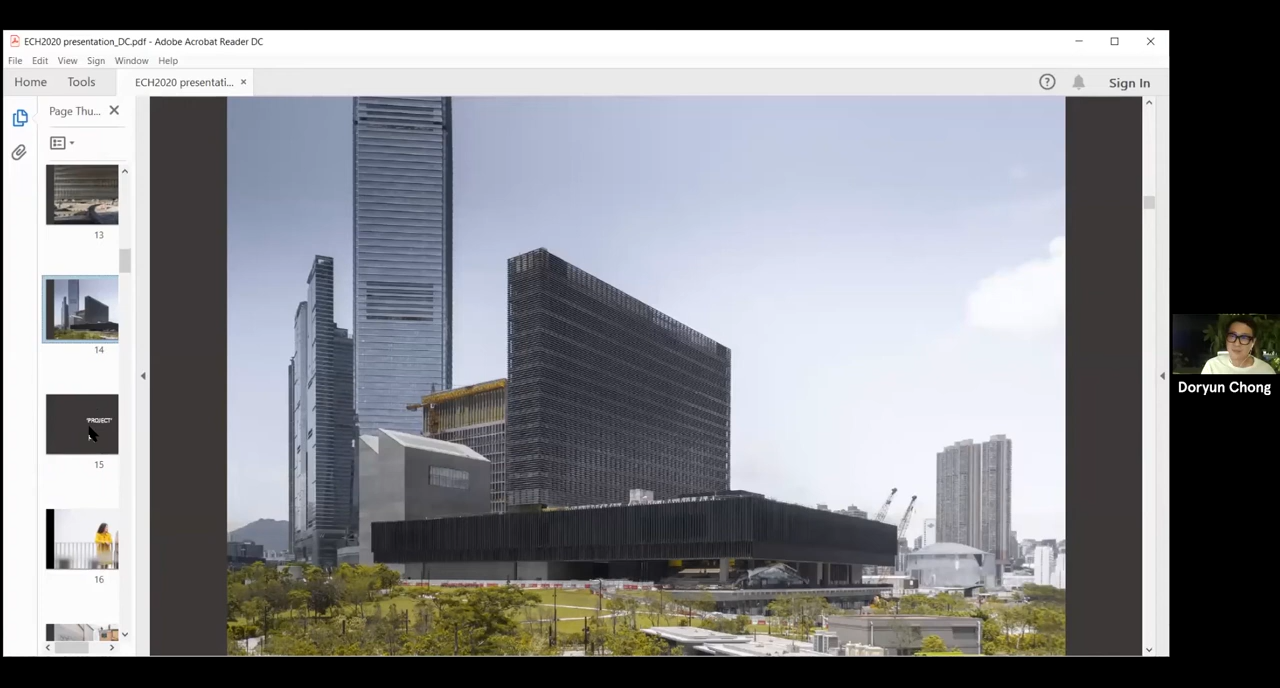 ECH2020 presentation_DC.pdf - Adobe Acrobat Reader DC
File Edit View Sign Window Help
Home Tools ECH2020 presentati... Sign In
Page Thu...
13
14
"PROJECT"
15
16
Doryun Chong